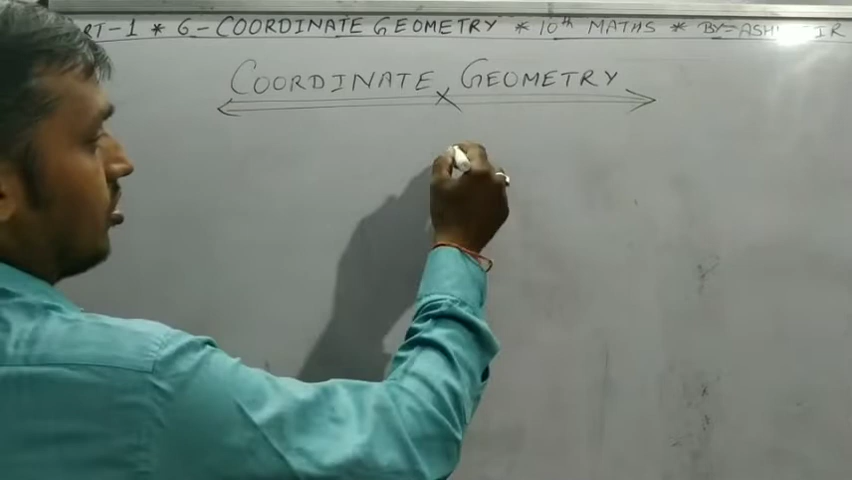 RT-1 * 6-COORDINATE GEOMETRY * 10th MATHS * BY-
COORDINATE GEOMETRY